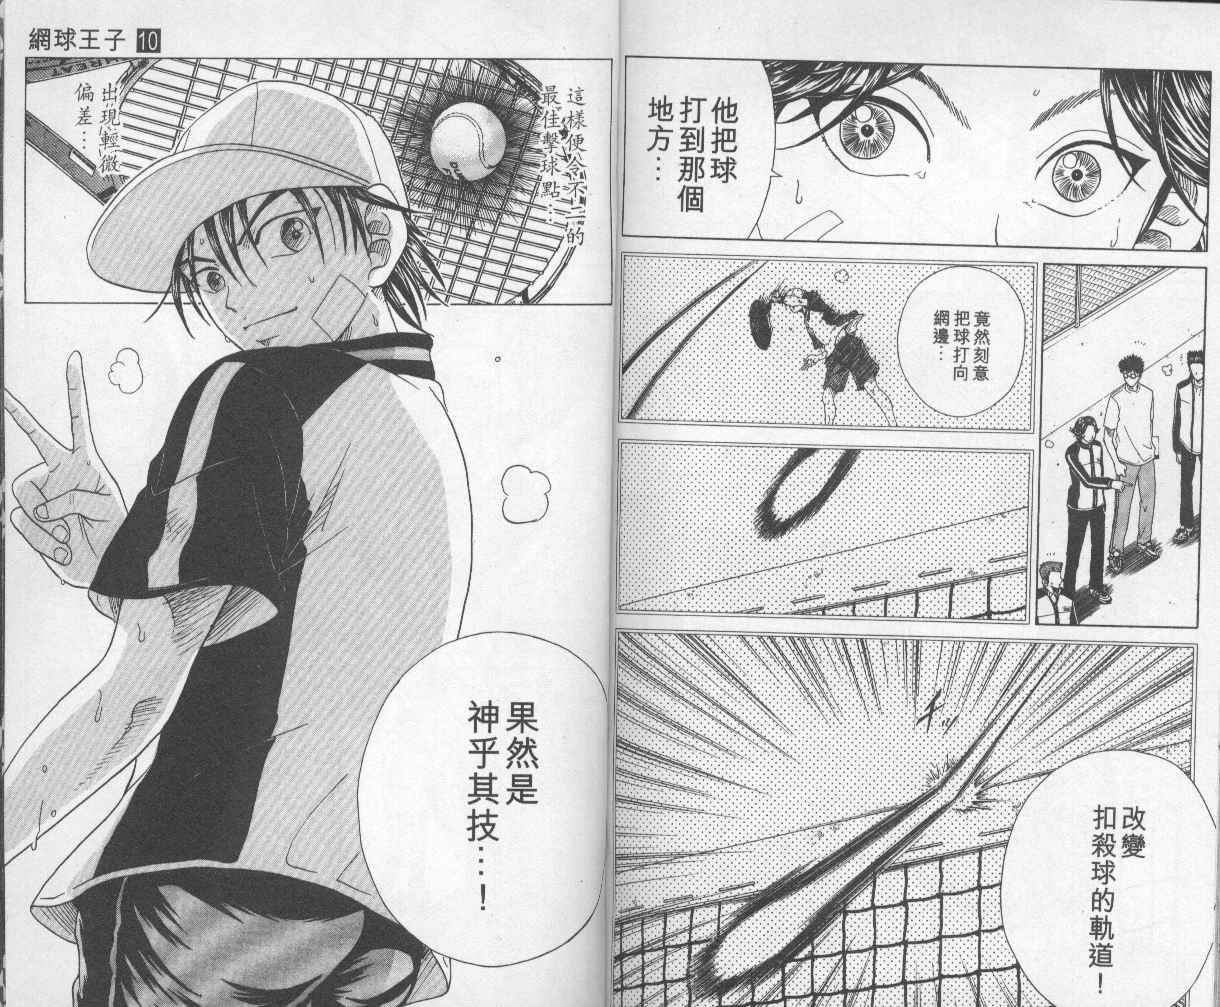 網球王子 10
他把球
打到那個
地方…
竟然刻意
把球打向
網邊…
改變
扣殺球的軌道！
這樣便令不二的
最佳擊球點…
出現輕微
偏差…
果然是
神乎其技…！